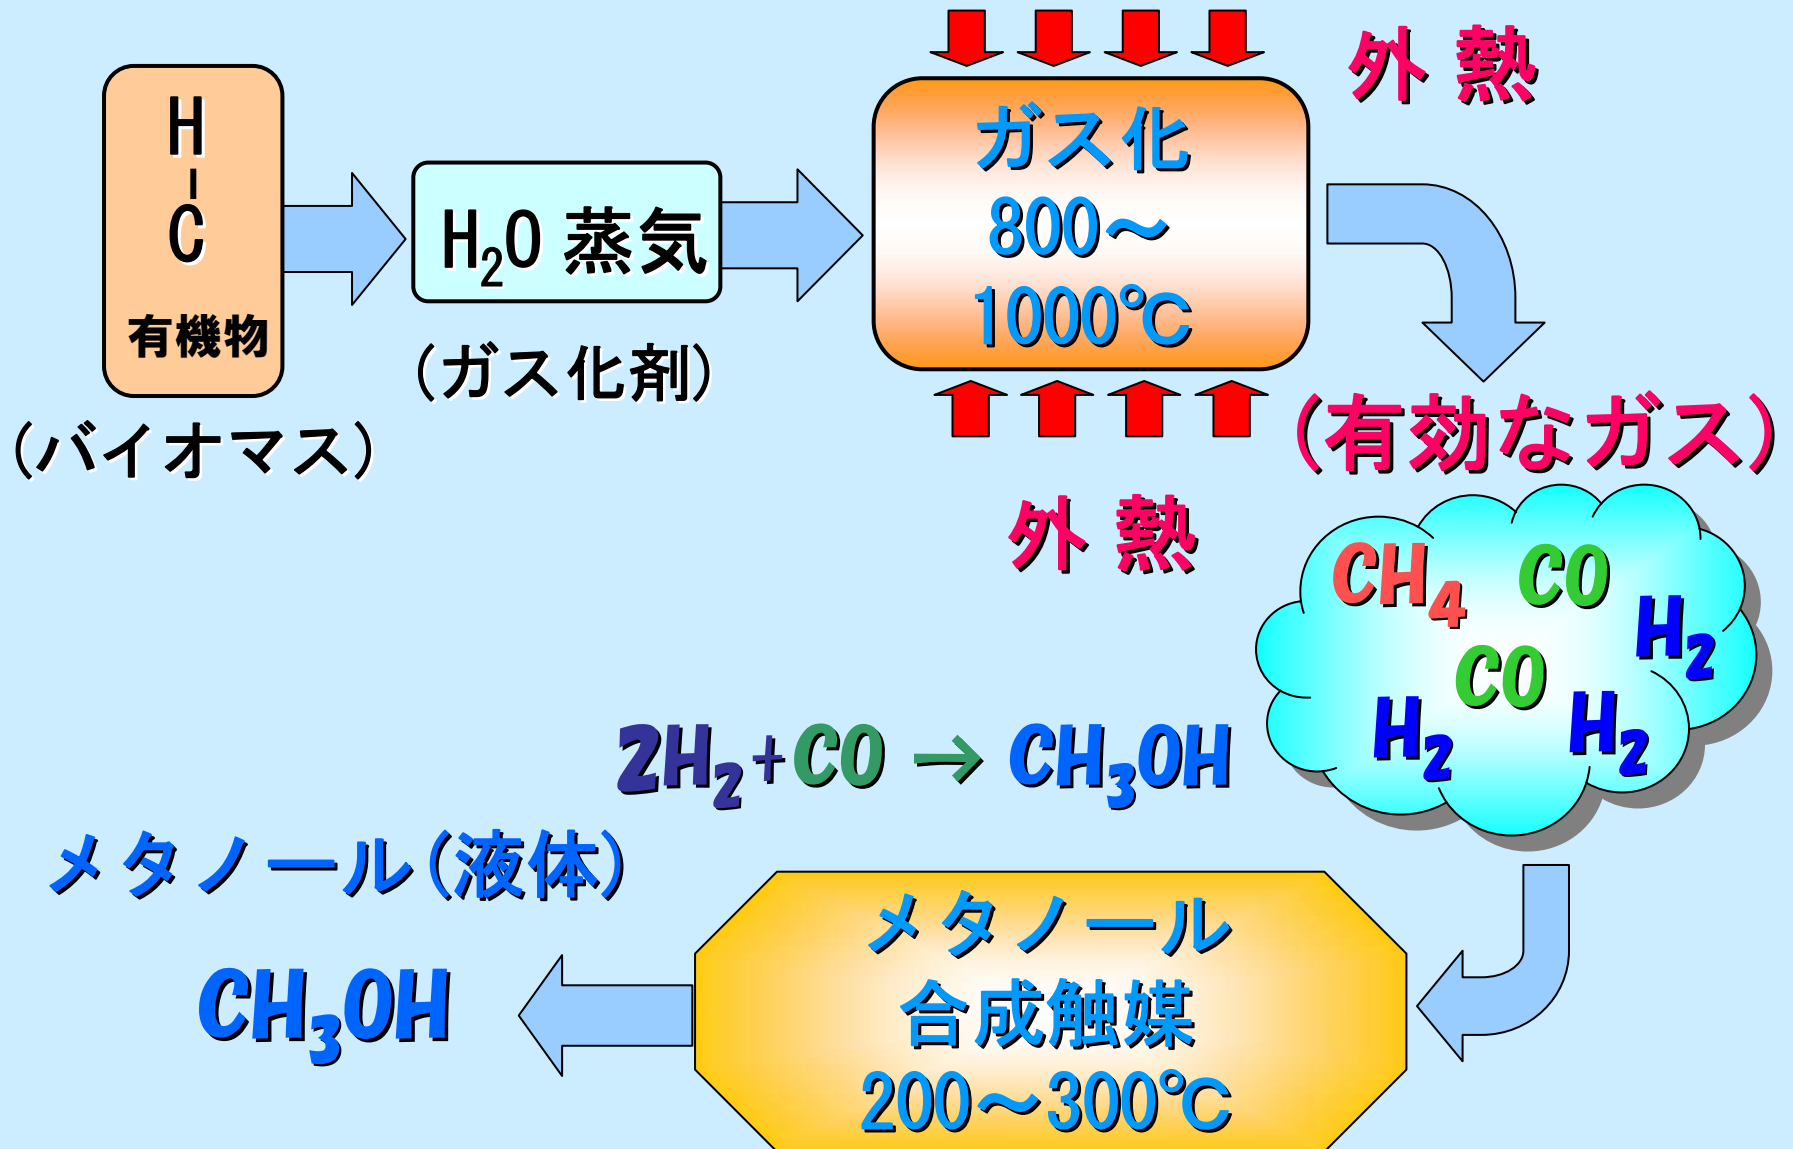 H
-
C
有機物
(バイオマス)
H₂O 蒸気
(ガス化剤)
ガス化
800～
1000℃
外 熱
外 熱
(有効なガス)
CH₄
CO
H₂
CO
H₂
H₂
2H₂+CO → CH₃OH
メタノール
合成触媒
200～300℃
メタノール(液体)
CH₃OH